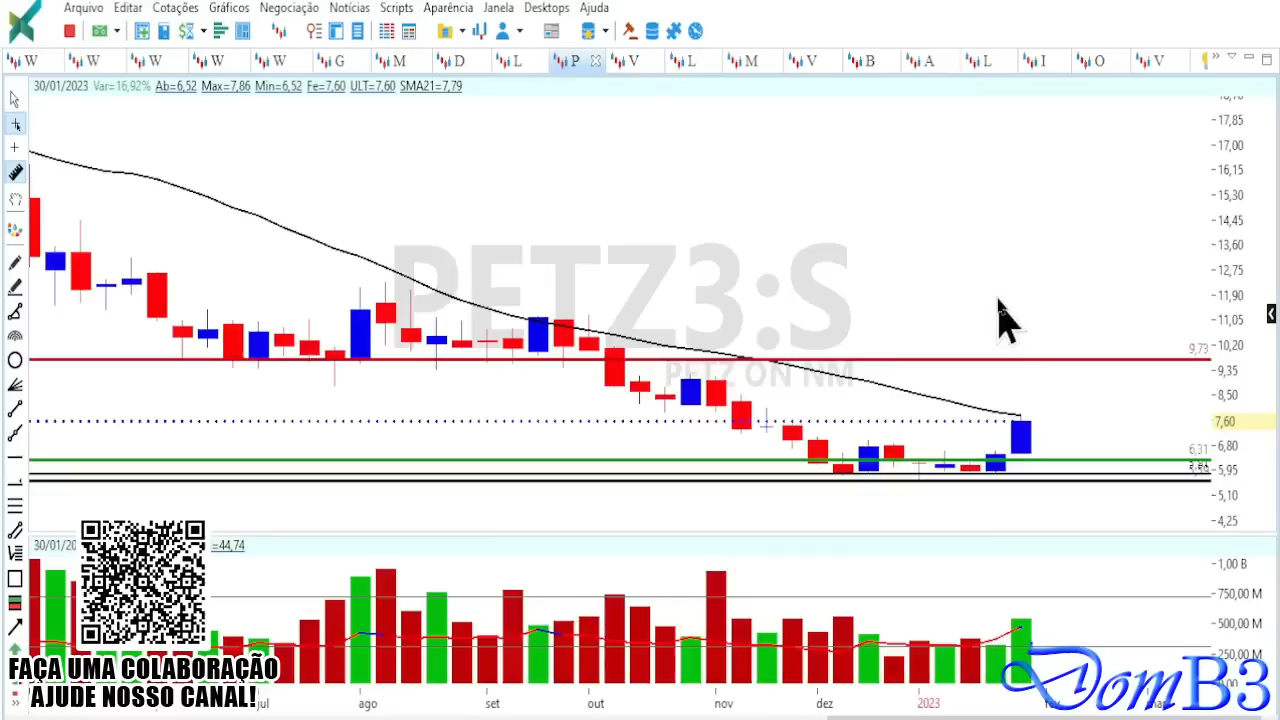 Arquivo Editar Cotações Gráficos Negociação Notícias Scripts Aparência Janela Desktops Ajuda
W W W W W G M D L P V L M V B A L I O V
30/01/2023 Var=16,92% Ab=6,52 Max=7,86 Min=6,52 Fe=7,60 ULT=7,60 SMA21=7,79
17,85
17,00
16,15
15,30
14,45
13,60
12,75
11,90
11,05
10,20
9,35
8,50
7,60
6,80
5,95
5,10
4,25
PETZ3:S
PETZ ON NM
9,73
6,31
30/01/20
=44,74
1,00 B
750,00 M
500,00 M
250,00 M
jul ago set out nov dez 2023
FAÇA UMA COLABORAÇÃO
AJUDE NOSSO CANAL!
DomB3